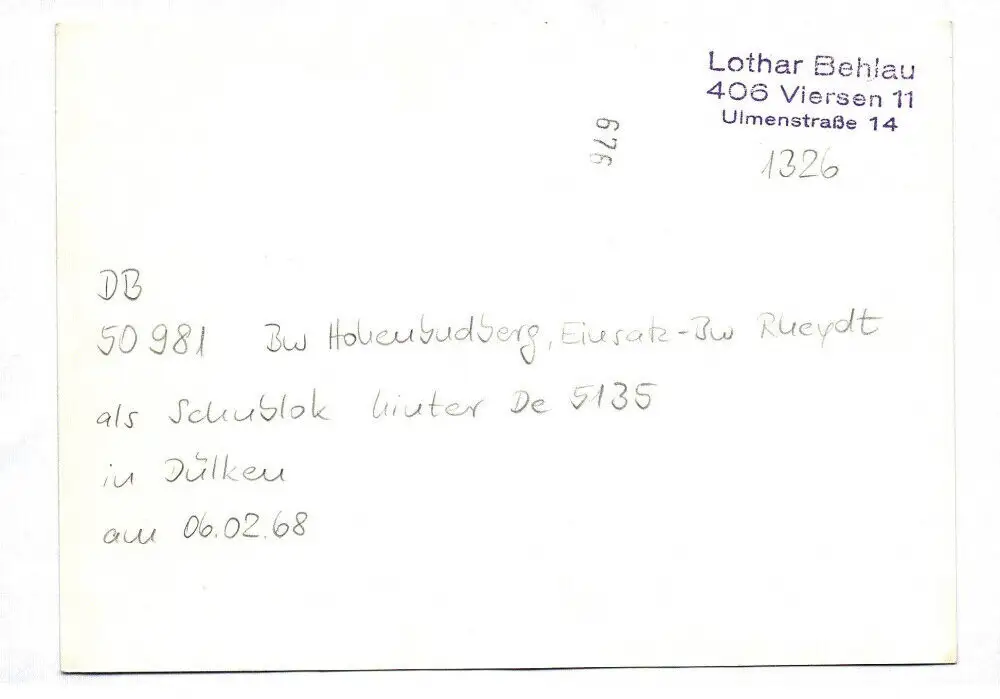 Lothar Behlau
406 Viersen 11
Ulmenstraße 14
676
1326
DB
50 981 Bw Hohenbudberg, Einsatz-Bw Rheydt
als Schublok hinter De 5135
in Dülken
am 06.02.68